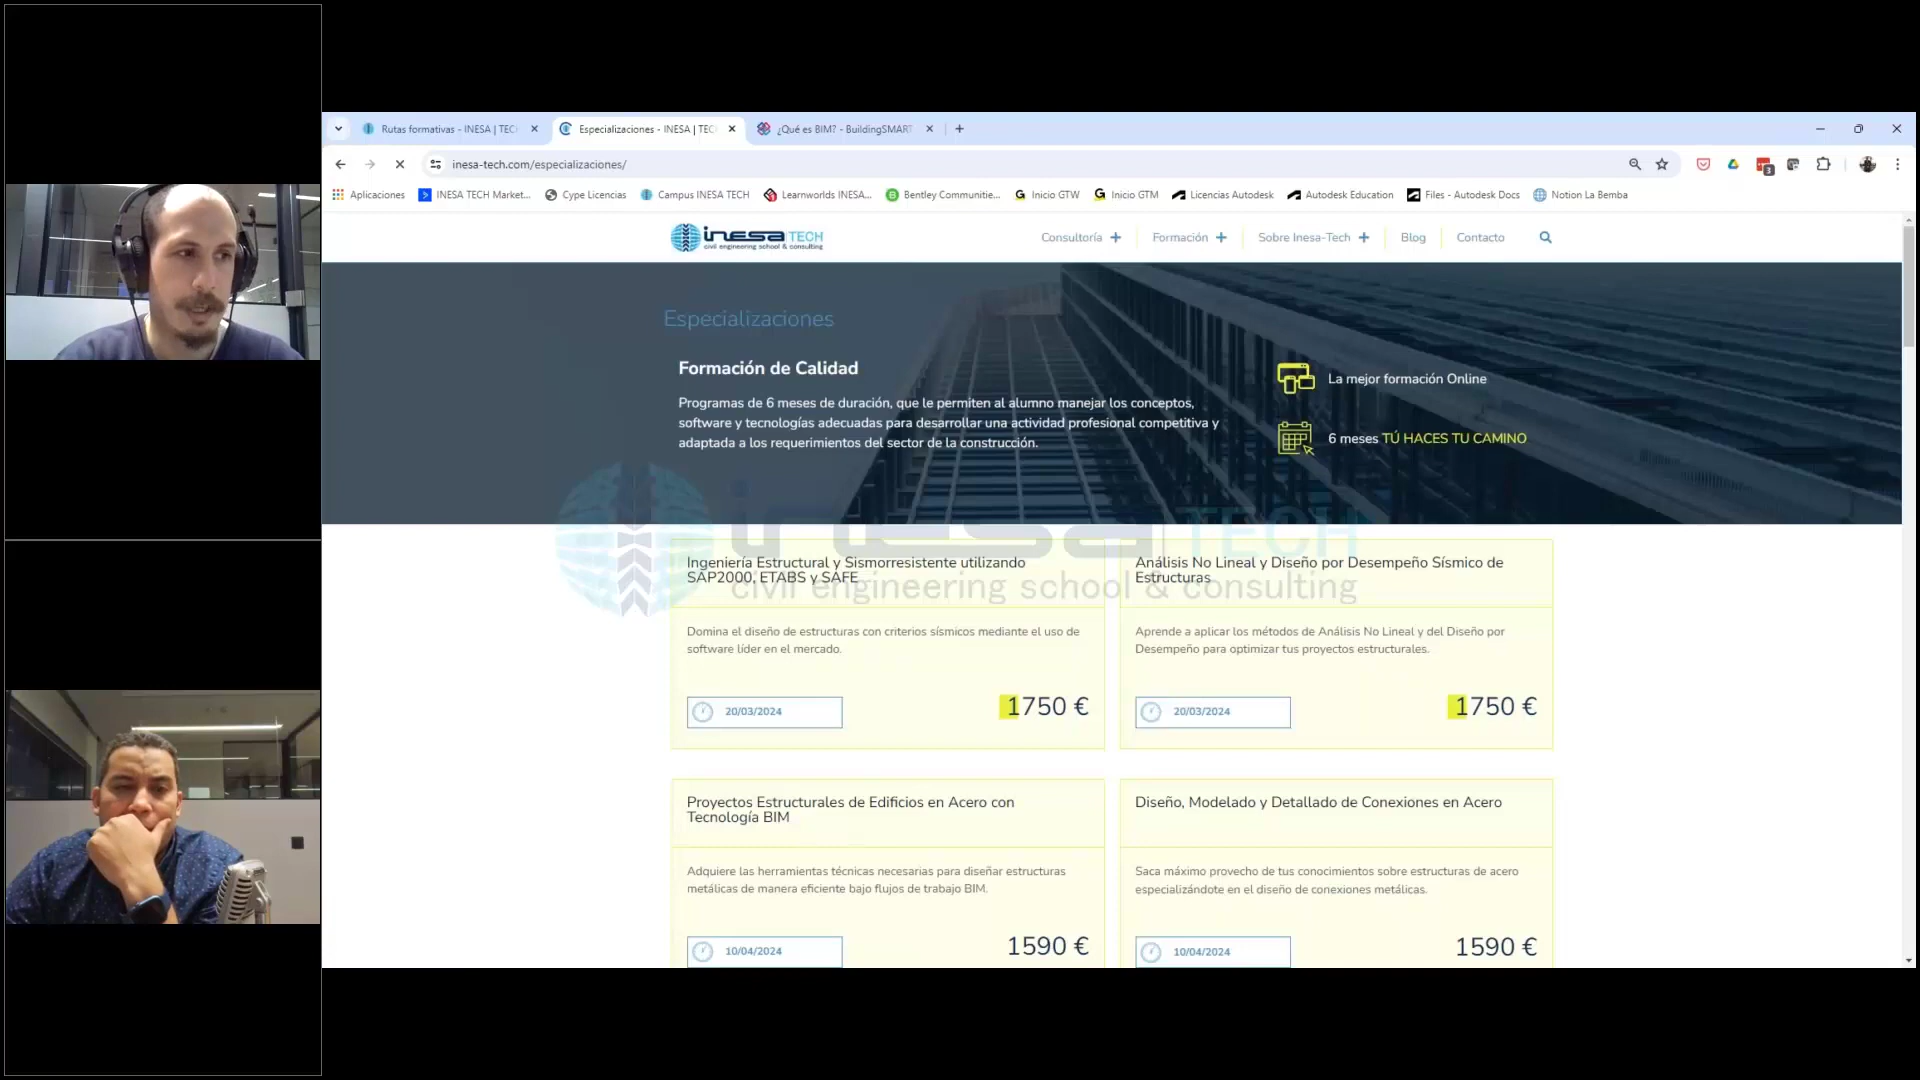 Rutas formativas - INESA | TEC
Especializaciones - INESA | TEC
¿Qué es BIM? - BuildingSMART
inesa-tech.com/especializaciones/
3
Aplicaciones
INESA TECH Market...
Cype Licencias
Campus INESA TECH
Learnworlds INESA...
Bentley Communitie...
Inicio GTW
Inicio GTM
Licencias Autodesk
Autodesk Education
Files - Autodesk Docs
Notion La Bemba
inesa TECH
civil engineering school & consulting
Consultoría
Formación
Sobre Inesa-Tech
Blog
Contacto
Especializaciones
Formación de Calidad
Programas de 6 meses de duración, que le permiten al alumno manejar los conceptos,
software y tecnologías adecuadas para desarrollar una actividad profesional competitiva y
adaptada a los requerimientos del sector de la construcción.
La mejor formación Online
6 meses TÚ HACES TU CAMINO
inesa TECH
civil engineering school & consulting
Ingeniería Estructural y Sismorresistente utilizando
SAP2000, ETABS y SAFE
Domina el diseño de estructuras con criterios sísmicos mediante el uso de
software líder en el mercado.
20/03/2024
1750 €
Análisis No Lineal y Diseño por Desempeño Sísmico de
Estructuras
Aprende a aplicar los métodos de Análisis No Lineal y del Diseño por
Desempeño para optimizar tus proyectos estructurales.
20/03/2024
1750 €
Proyectos Estructurales de Edificios en Acero con
Tecnología BIM
Adquiere las herramientas técnicas necesarias para diseñar estructuras
metálicas de manera eficiente bajo flujos de trabajo BIM.
10/04/2024
1590 €
Diseño, Modelado y Detallado de Conexiones en Acero
Saca máximo provecho de tus conocimientos sobre estructuras de acero
especializándote en el diseño de conexiones metálicas.
10/04/2024
1590 €